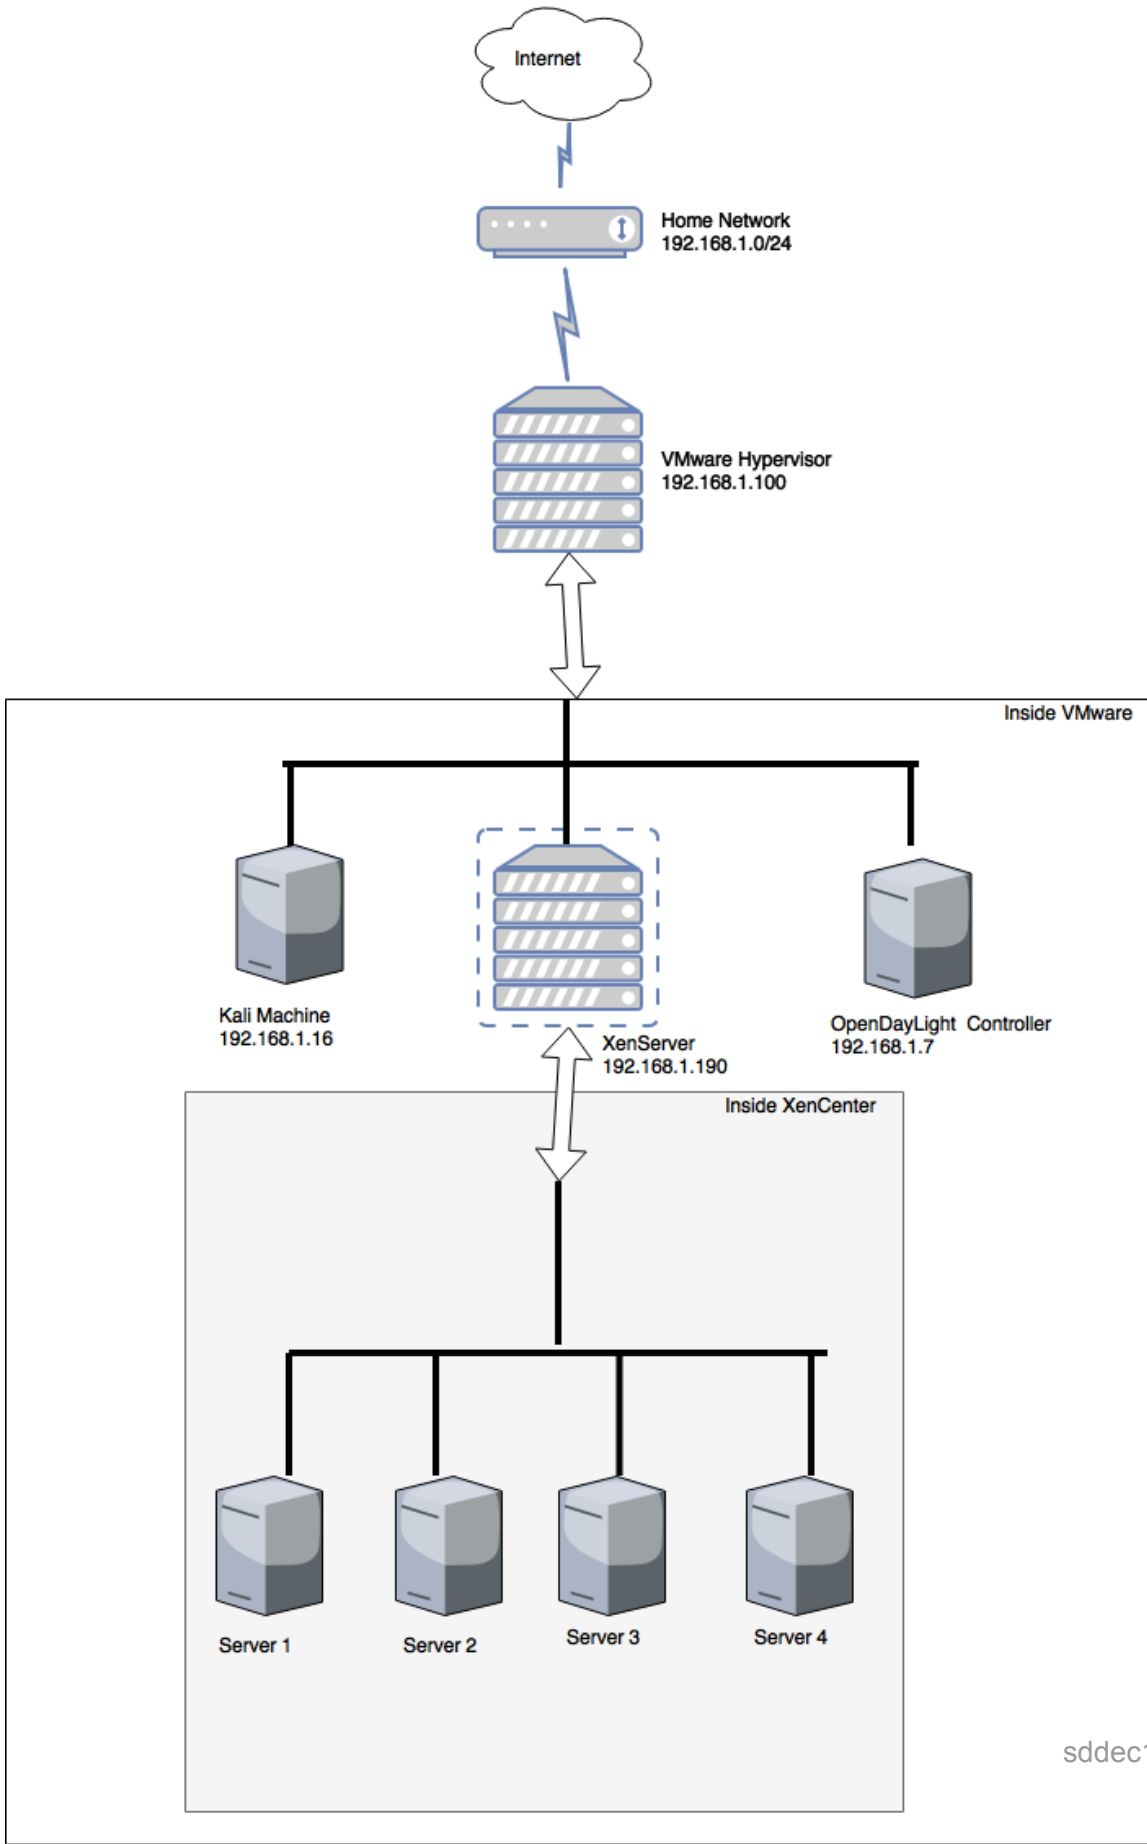 Internet
Home Network
192.168.1.0/24
VMware Hypervisor
192.168.1.100
Inside VMware
Kali Machine
192.168.1.16
XenServer
192.168.1.190
OpenDayLight Controller
192.168.1.7
Inside XenCenter
Server 1
Server 2
Server 3
Server 4